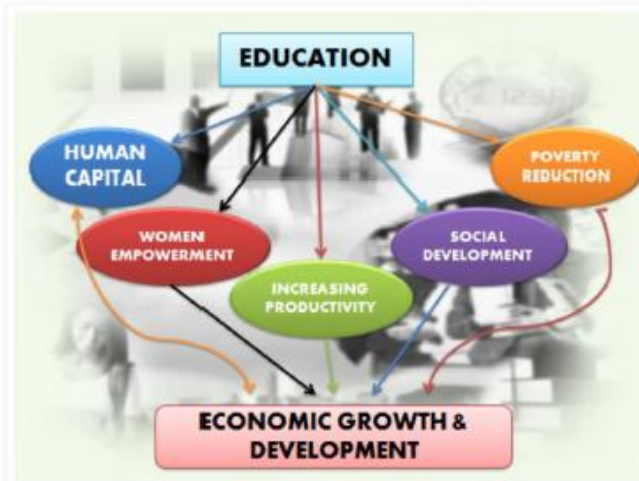 EDUCATION
HUMAN
CAPITAL
POVERTY
REDUCTION
WOMEN
EMPOWERMENT
SOCIAL
DEVELOPMENT
INCREASING
PRODUCTIVITY
ECONOMIC GROWTH &
DEVELOPMENT